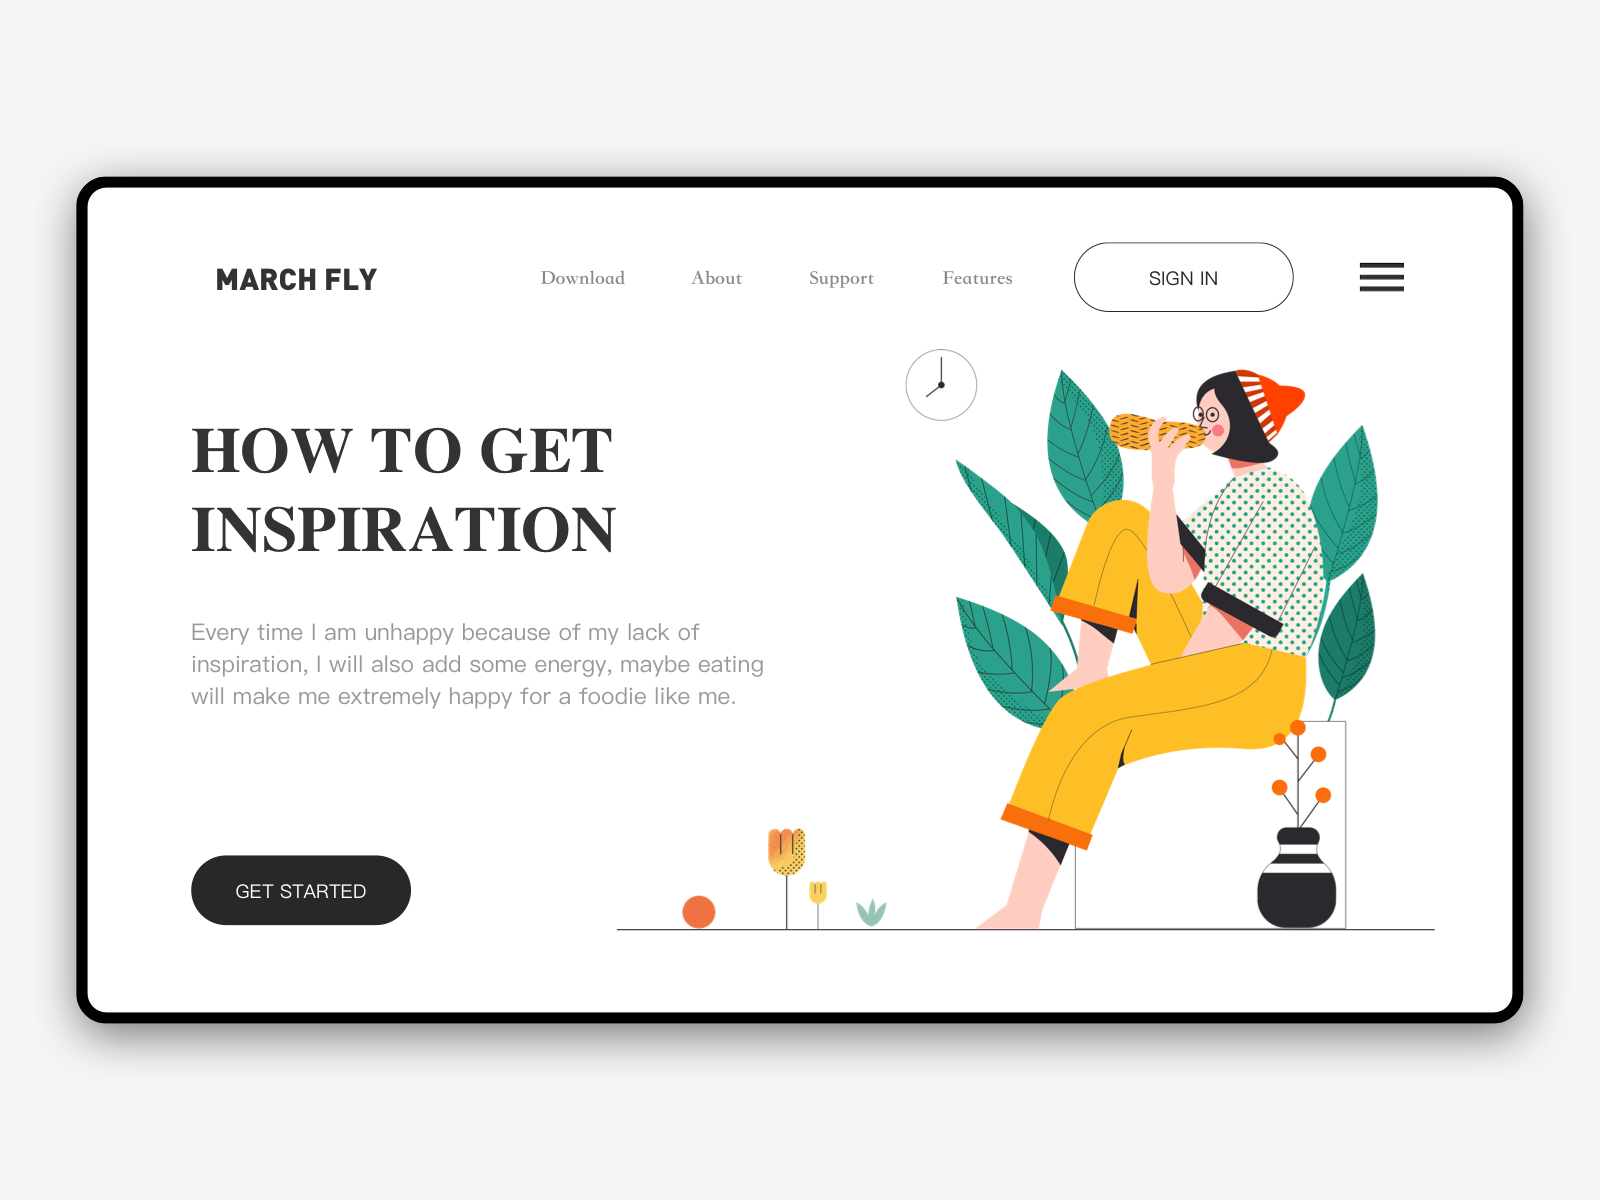 MARCH FLY
Download About Support Features SIGN IN
HOW TO GET
INSPIRATION
Every time I am unhappy because of my lack of
inspiration, I will also add some energy, maybe eating
will make me extremely happy for a foodie like me.
GET STARTED